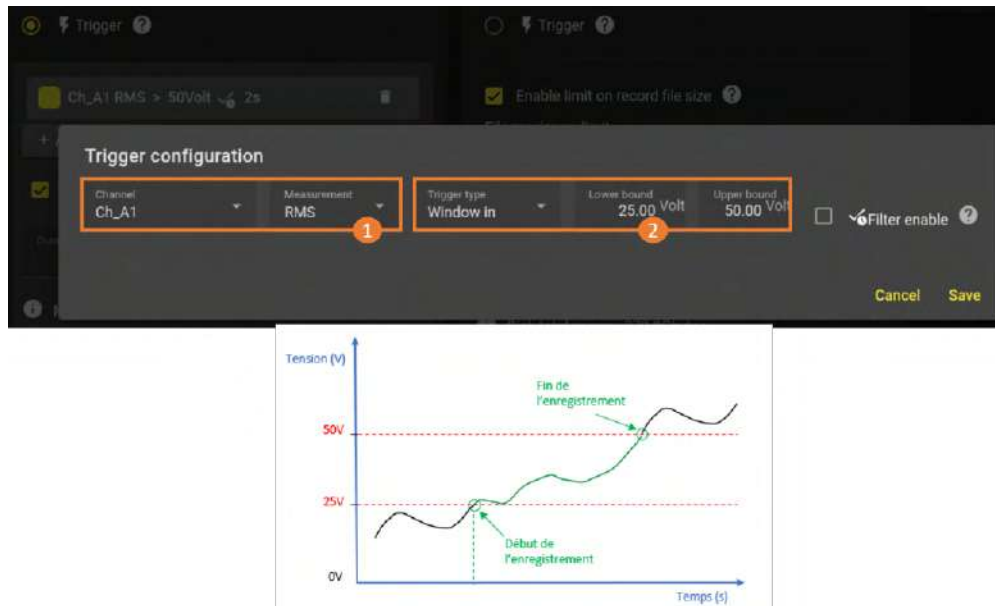 Trigger
Trigger
Ch_A1 RMS > 50Volt 2s
Enable limit on record file size
Trigger configuration
Channel
Ch_A1
Measurement
RMS
Trigger type
Window in
Lower bound
25.00 Volt
Upper bound
50.00 Volt
Filter enable
1
2
Cancel
Save
Tension (V)
Fin de
l'enregistrement
50V
25V
Début de
l'enregistrement
0V
Temps (s)